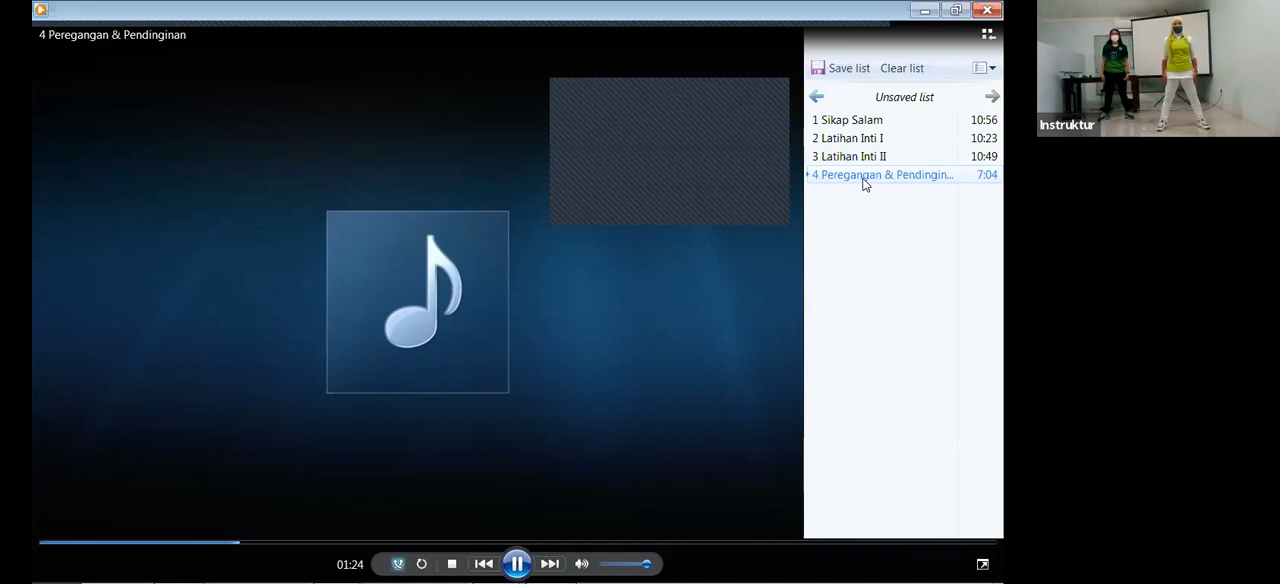 4 Peregangan & Pendinginan
Save list Clear list
Unsaved list
1 Sikap Salam 10:56
2 Latihan Inti I 10:23
3 Latihan Inti II 10:49
4 Peregangan & Pendingin... 7:04
Instruktur
01:24